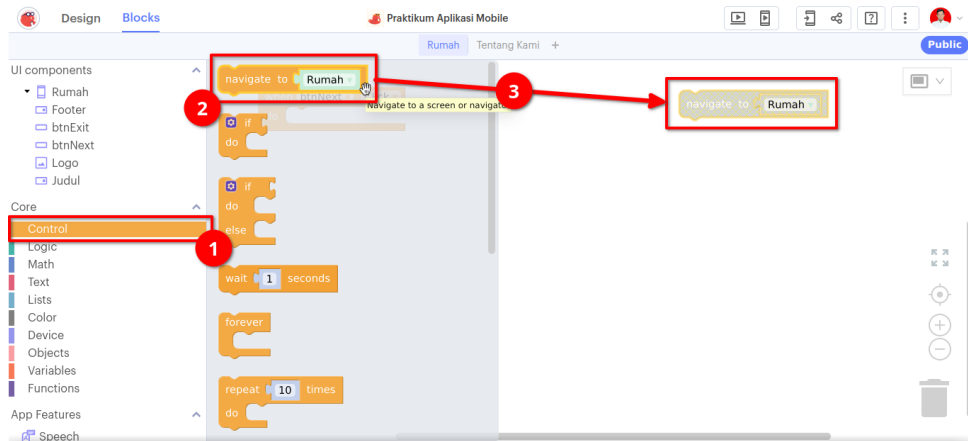 Design
Blocks
Praktikum Aplikasi Mobile
Rumah
Tentang Kami +
Public
UI components
Rumah
Footer
btnExit
btnNext
Logo
Judul
Core
Control
Logic
Math
Text
Lists
Color
Device
Objects
Variables
Functions
App Features
Speech
navigate to Rumah
btnNext
Navigate to a screen or navigate
if
do
if
do
else
wait 1 seconds
forever
repeat 10 times
do
navigate to Rumah
1
2
3